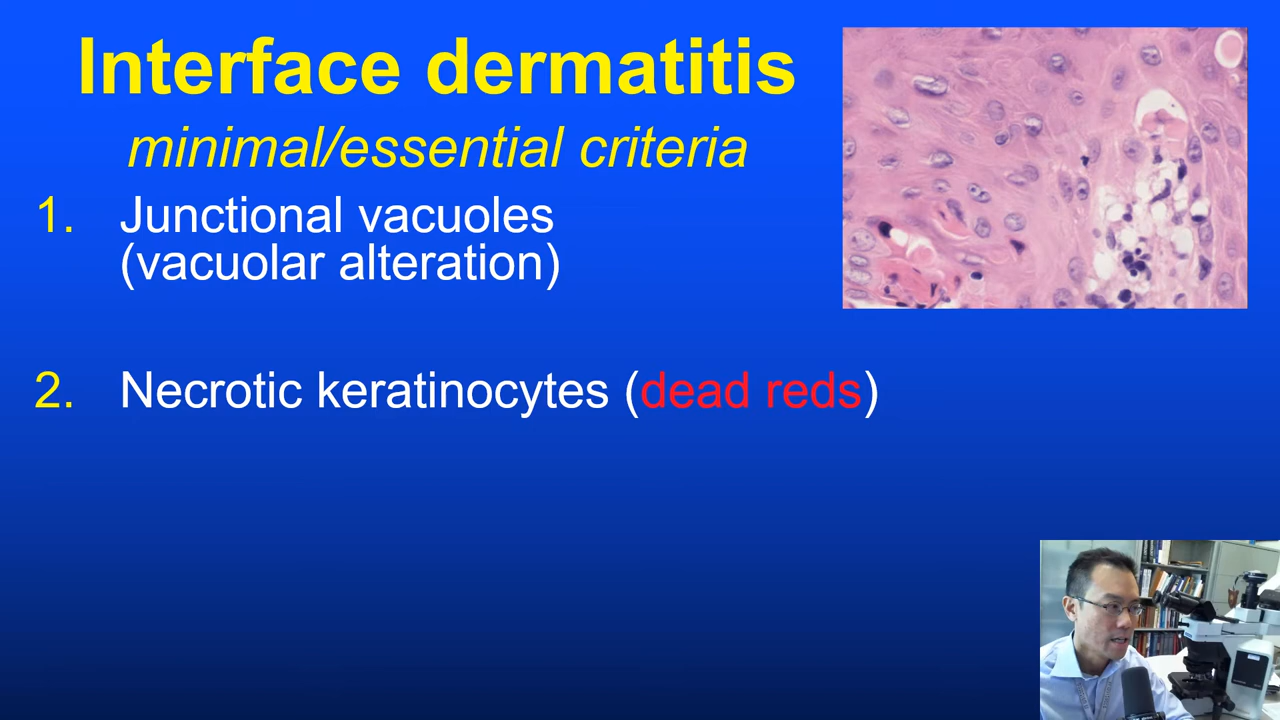 Interface dermatitis
minimal/essential criteria
1. Junctional vacuoles
(vacuolar alteration)
2. Necrotic keratinocytes (dead reds)